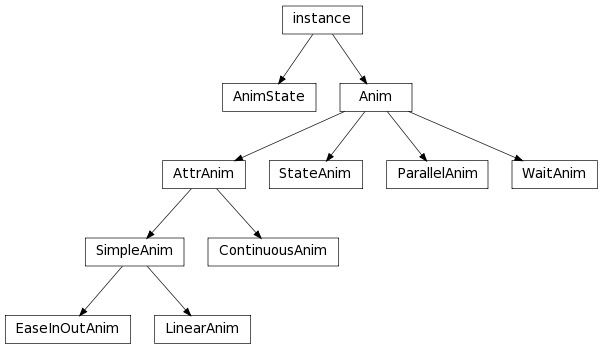 instance
AnimState
Anim
AttrAnim
StateAnim
ParallelAnim
WaitAnim
SimpleAnim
ContinuousAnim
EaseInOutAnim
LinearAnim